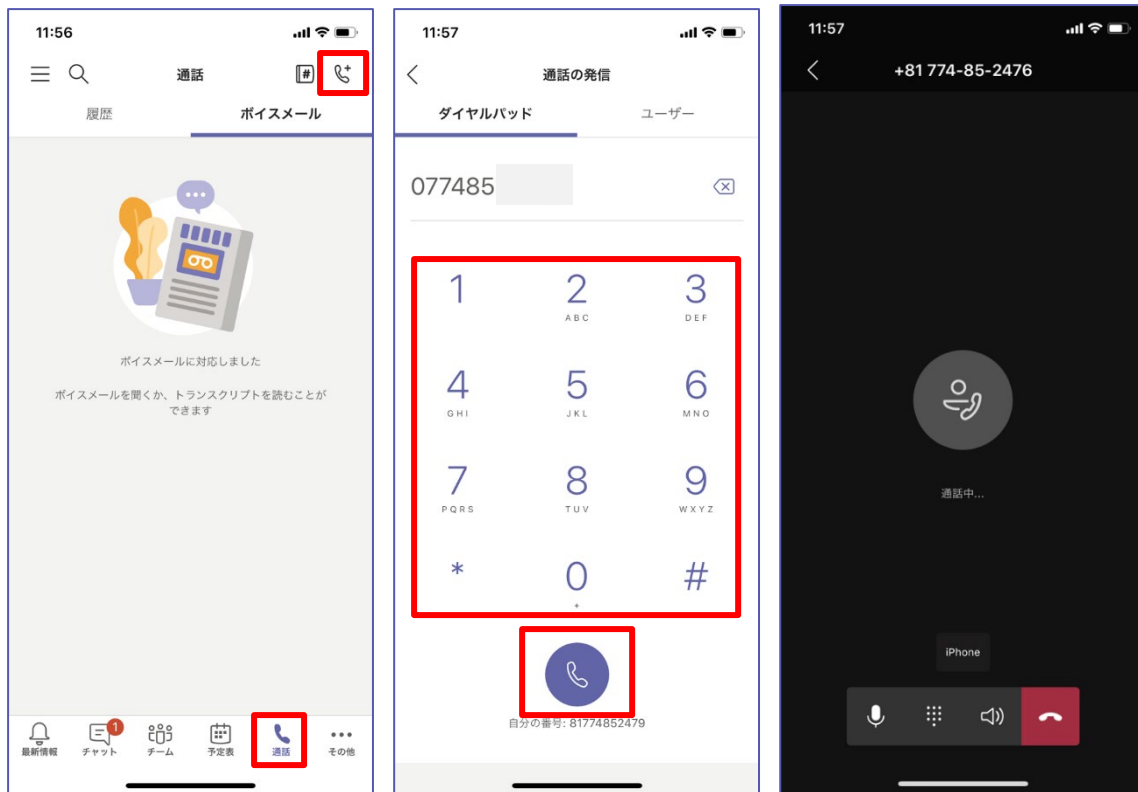 11:56
通話
#
履歴
ボイスメール
ボイスメールに対応しました
ボイスメールを聞くか、トランスクリプトを読むことが
できます
1
最新情報
チャット
チーム
予定表
通話
その他
11:57
通話の発信
ダイヤルパッド
ユーザー
077485
1 2 3
ABC DEF
4 5 6
GHI JKL MNO
7 8 9
PQRS TUV WXYZ
* 0 #
+
自分の番号: 81774852479
11:57
+81 774-85-2476
通話中...
iPhone